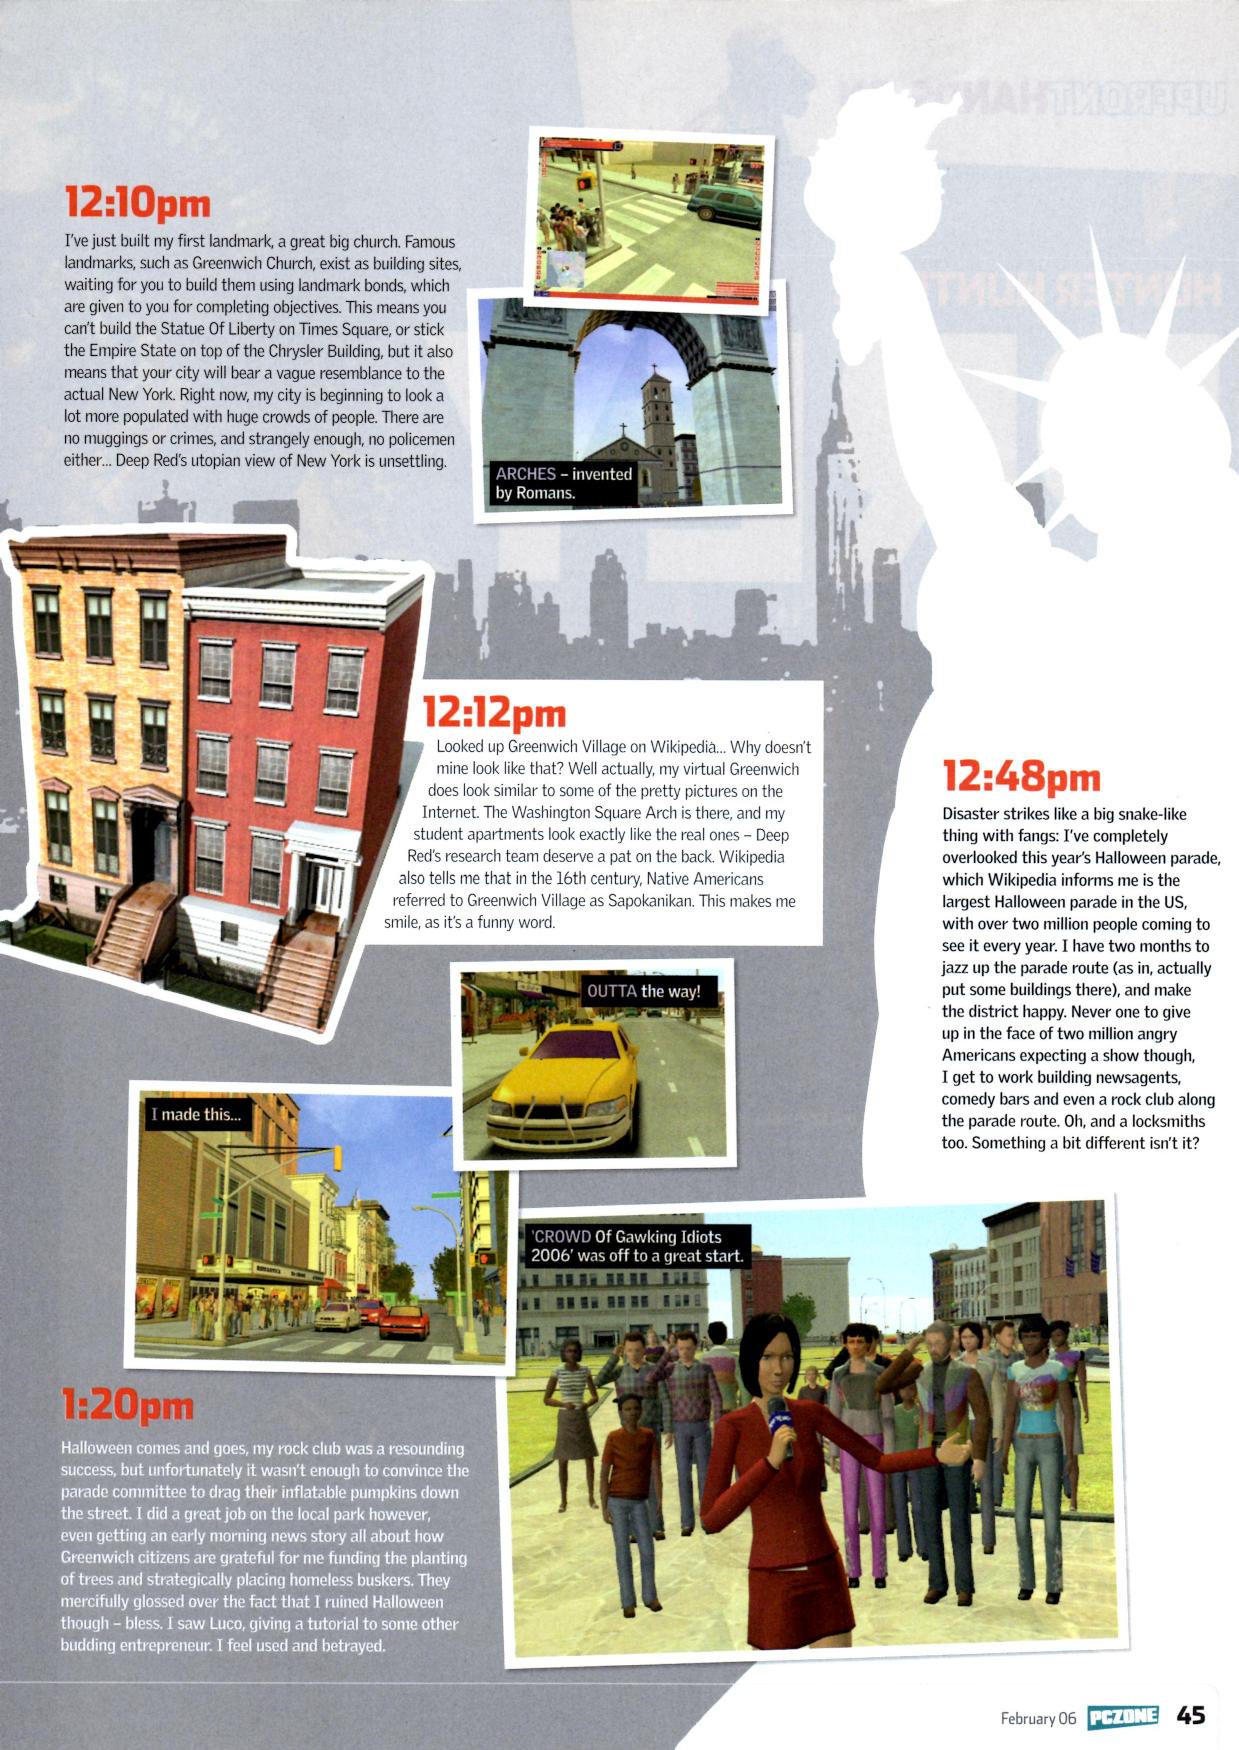 12:10pm
I've just built my first landmark, a great big church. Famous
landmarks, such as Greenwich Church, exist as building sites,
waiting for you to build them using landmark bonds, which
are given to you for completing objectives. This means you
can't build the Statue Of Liberty on Times Square, or stick
the Empire State on top of the Chrysler Building, but it also
means that your city will bear a vague resemblance to the
actual New York. Right now, my city is beginning to look a
lot more populated with huge crowds of people. There are
no muggings or crimes, and strangely enough, no policemen
either... Deep Red's utopian view of New York is unsettling.
ARCHES – invented
by Romans.
12:12pm
Looked up Greenwich Village on Wikipedia... Why doesn't
mine look like that? Well actually, my virtual Greenwich
does look similar to some of the pretty pictures on the
Internet. The Washington Square Arch is there, and my
student apartments look exactly like the real ones – Deep
Red's research team deserve a pat on the back. Wikipedia
also tells me that in the 16th century, Native Americans
referred to Greenwich Village as Sapokanikan. This makes me
smile, as it's a funny word.
12:48pm
Disaster strikes like a big snake-like
thing with fangs: I've completely
overlooked this year's Halloween parade,
which Wikipedia informs me is the
largest Halloween parade in the US,
with over two million people coming to
see it every year. I have two months to
jazz up the parade route (as in, actually
put some buildings there), and make
the district happy. Never one to give
up in the face of two million angry
Americans expecting a show though,
I get to work building newsagents,
comedy bars and even a rock club along
the parade route. Oh, and a locksmiths
too. Something a bit different isn't it?
OUTTA the way!
I made this...
'CROWD Of Gawking Idiots
2006' was off to a great start.
1:20pm
Halloween comes and goes, my rock club was a resounding
success, but unfortunately it wasn't enough to convince the
parade committee to drag their inflatable pumpkins down
the street. I did a great job on the local park however,
even getting an early morning news story all about how
Greenwich citizens are grateful for me funding the planting
of trees and strategically placing homeless buskers. They
mercifully glossed over the fact that I ruined Halloween
though – bless. I saw Luco, giving a tutorial to some other
budding entrepreneur. I feel used and betrayed.
February 06 PCZONE 45